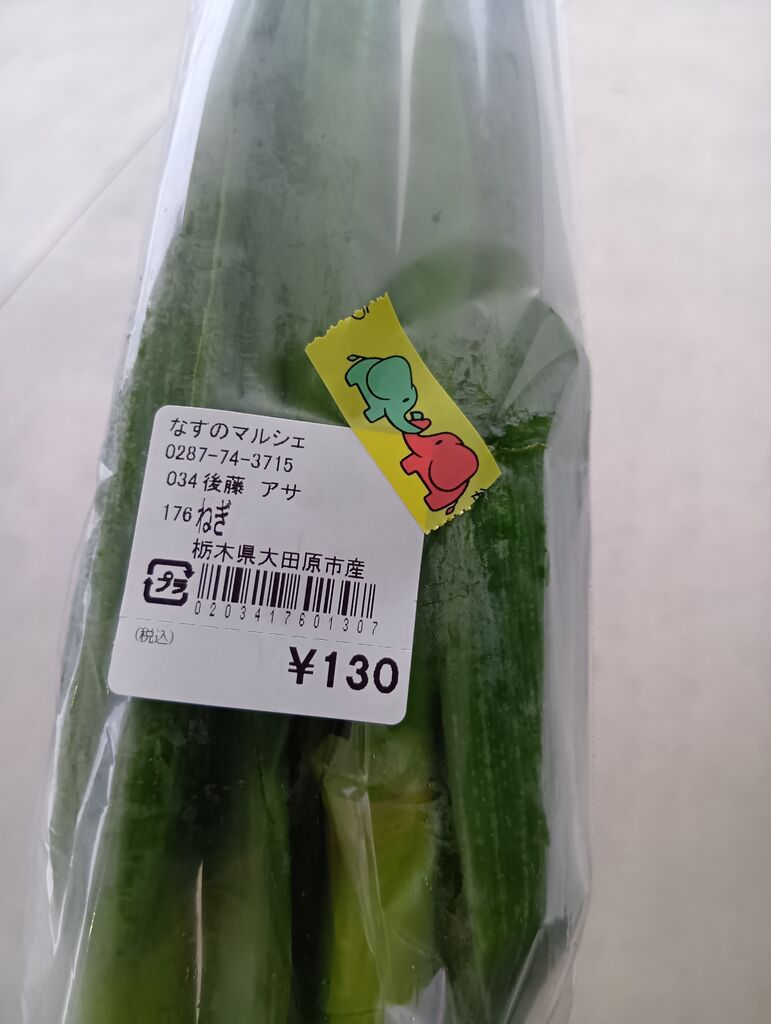 なすのマルシェ
0287-74-3715
034 後藤 アサ
176 ねぎ
栃木県大田原市産
プラ
0203417601307
(税込)
¥130